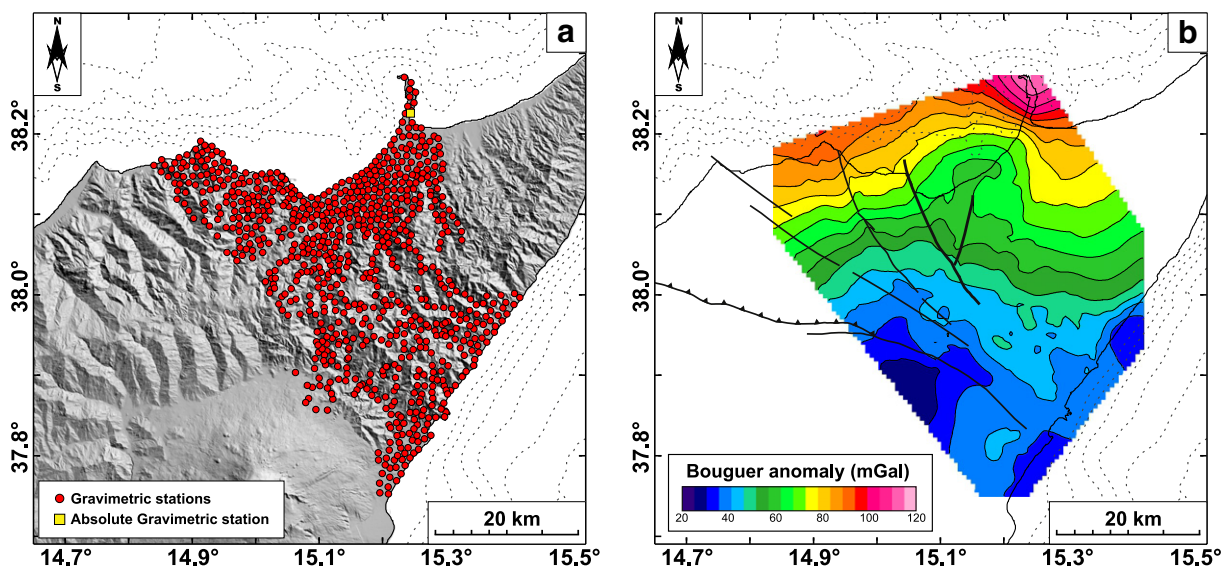 N
S
a
38.2°
38.0°
37.8°
Gravimetric stations
Absolute Gravimetric station
20 km
14.7° 14.9° 15.1° 15.3° 15.5°
N
S
b
38.2°
38.0°
37.8°
Bouguer anomaly (mGal)
20 40 60 80 100 120
20 km
14.7° 14.9° 15.1° 15.3° 15.5°